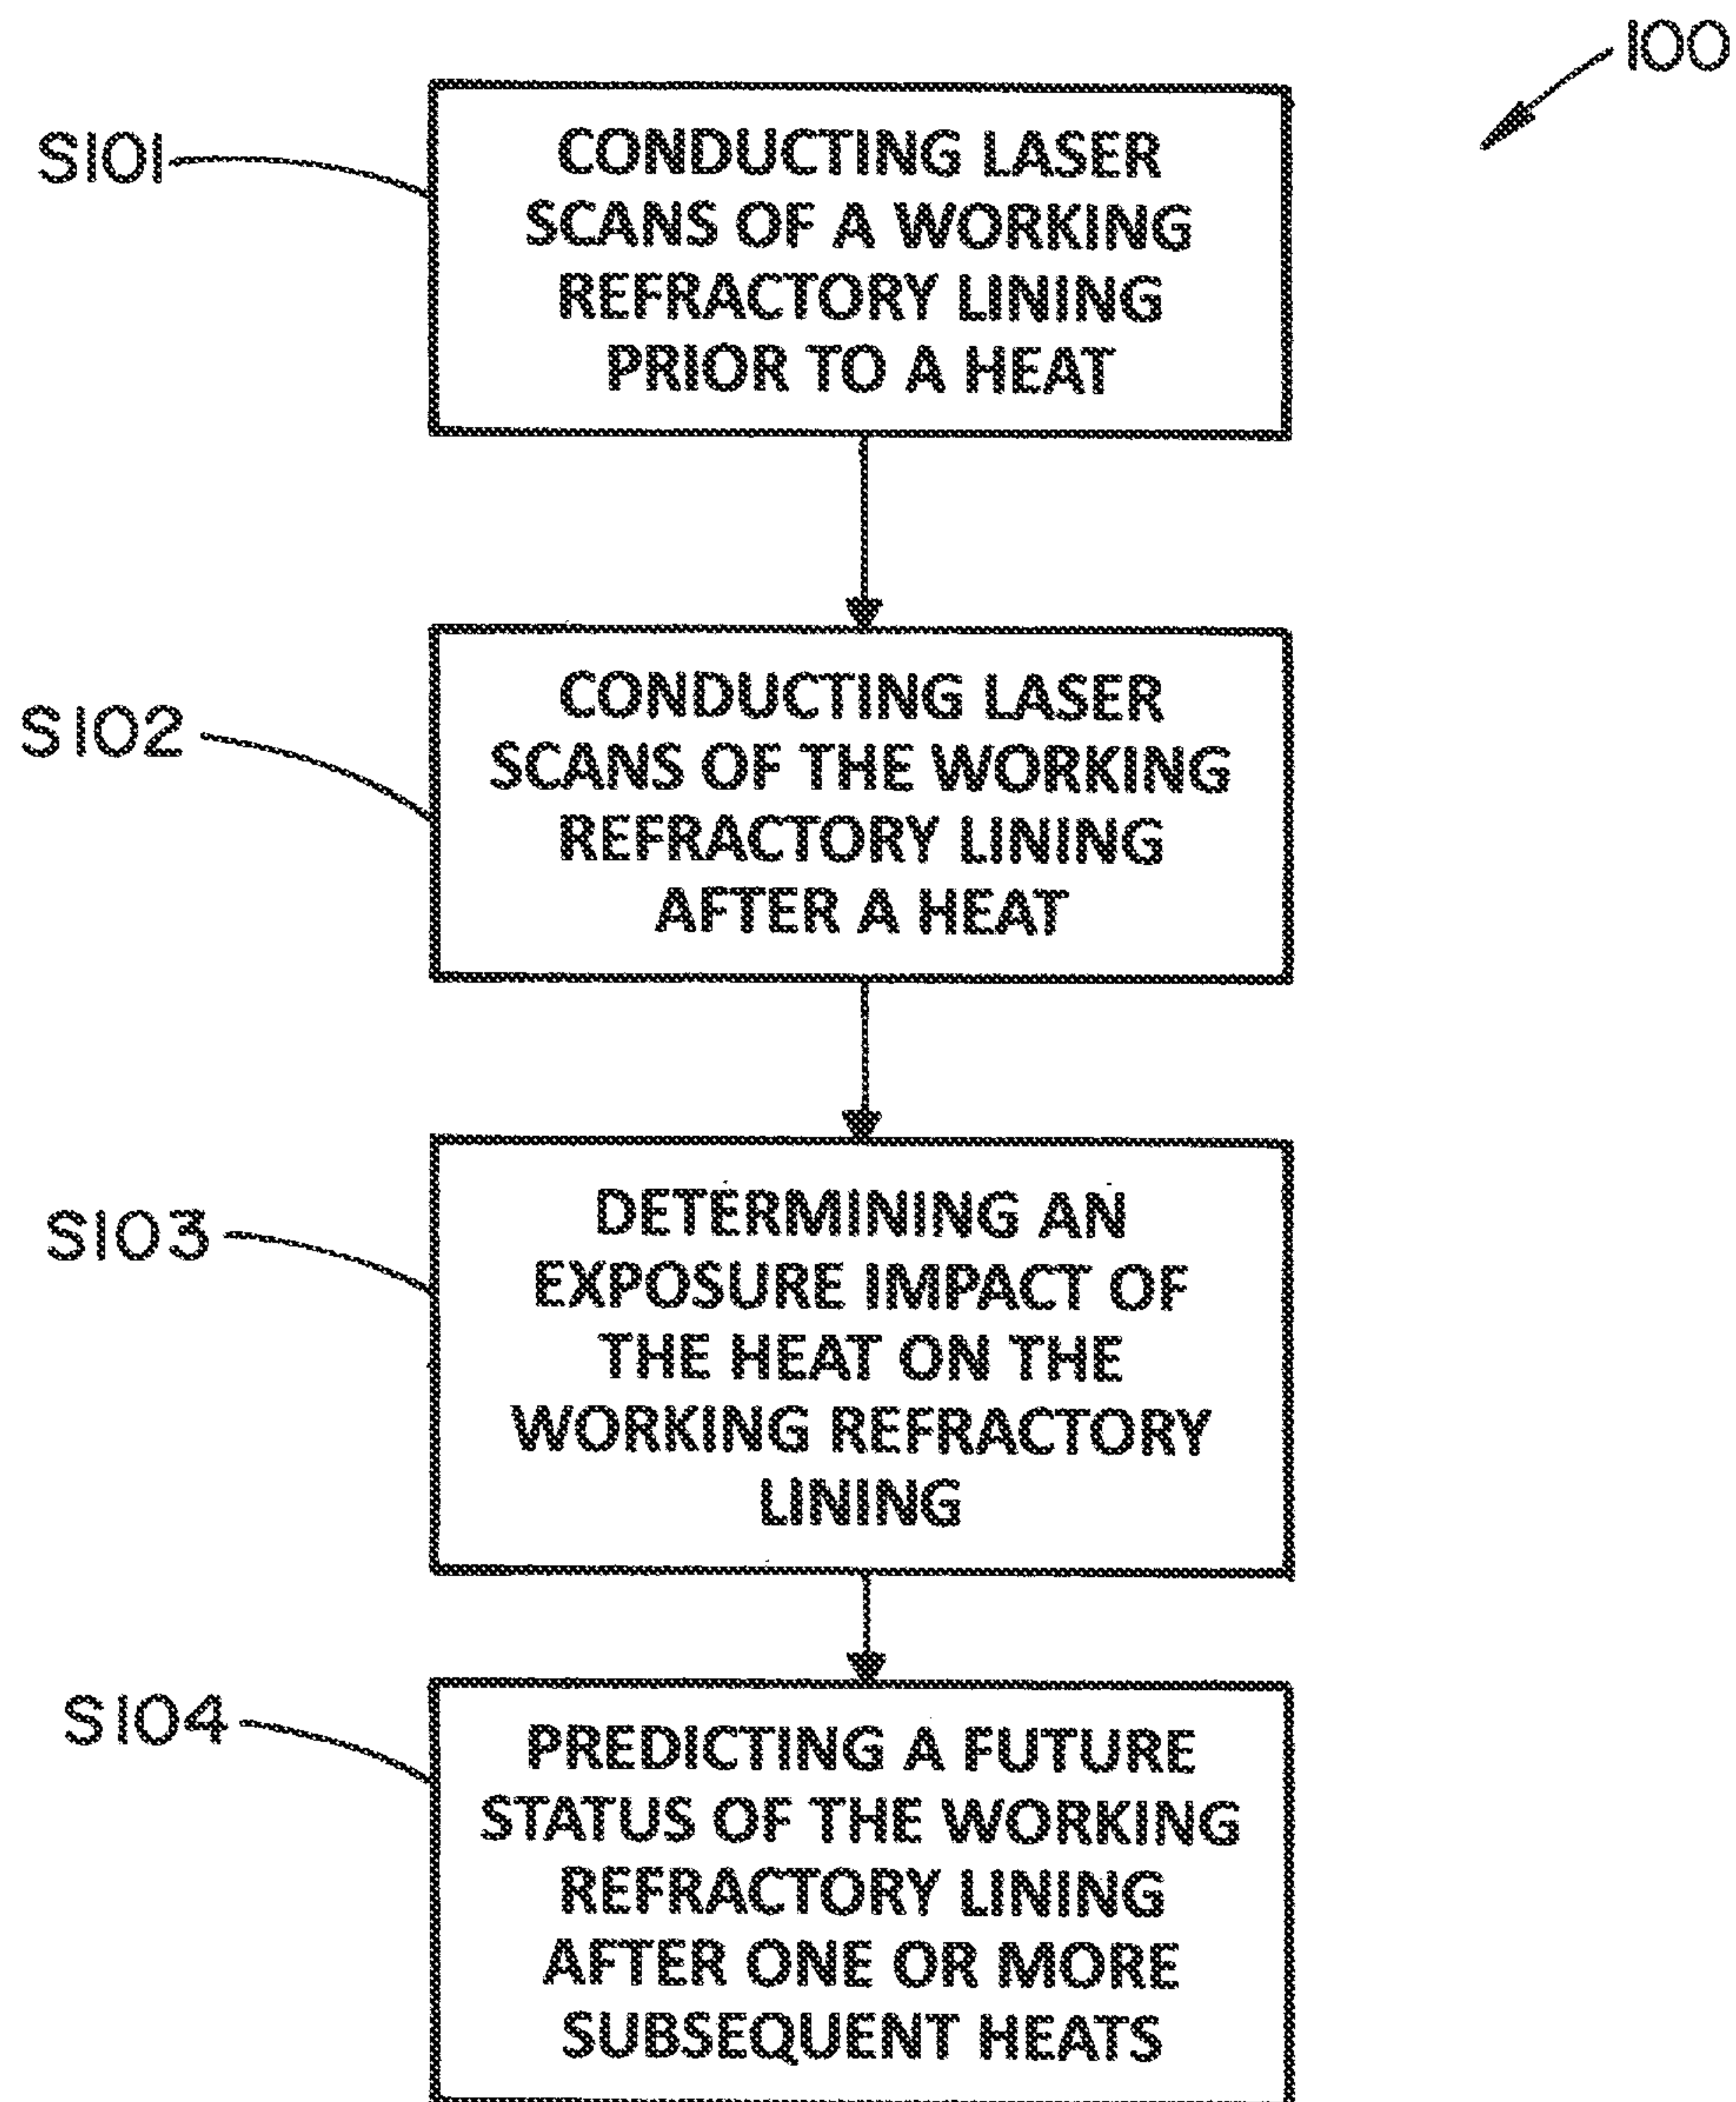 100
S101
CONDUCTING LASER
SCANS OF A WORKING
REFRACTORY LINING
PRIOR TO A HEAT
S102
CONDUCTING LASER
SCANS OF THE WORKING
REFRACTORY LINING
AFTER A HEAT
S103
DETERMINING AN
EXPOSURE IMPACT OF
THE HEAT ON THE
WORKING REFRACTORY
LINING
S104
PREDICTING A FUTURE
STATUS OF THE WORKING
REFRACTORY LINING
AFTER ONE OR MORE
SUBSEQUENT HEATS